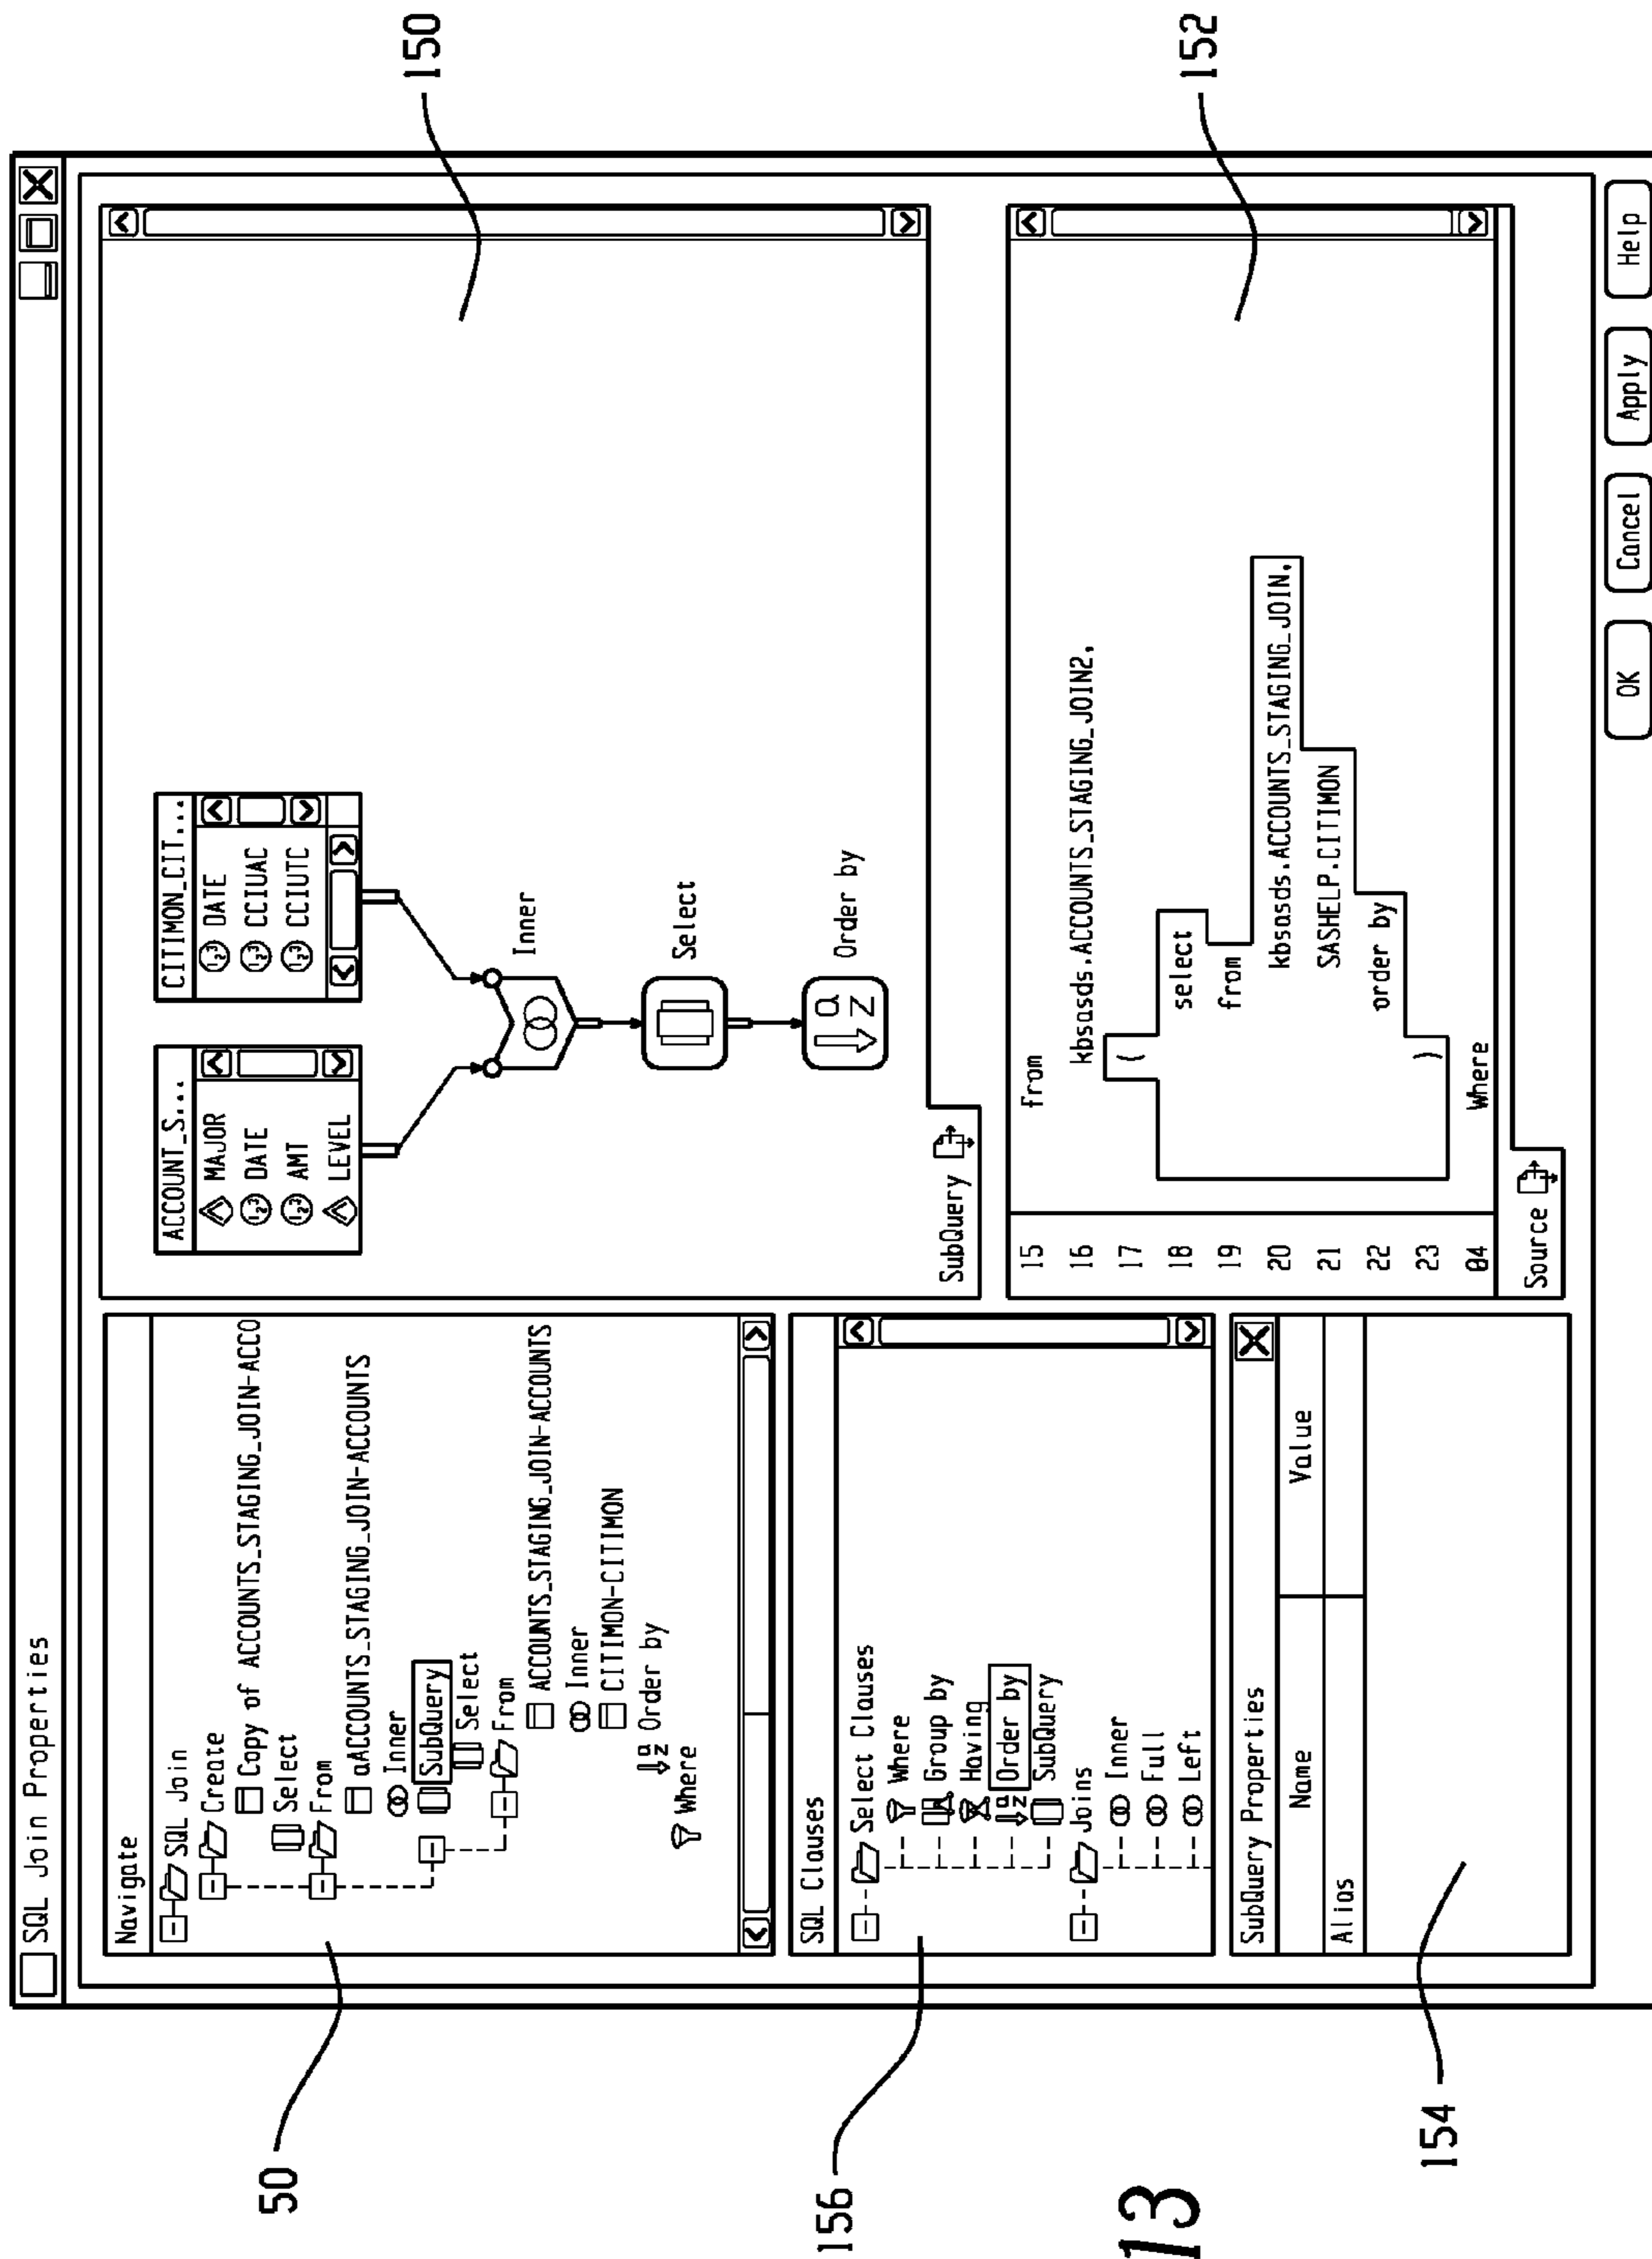 SQL Join Properties
Navigate
SQL Join
Create
Copy of ACCOUNTS_STAGING_JOIN-ACCO
Select
From
aACCOUNTS_STAGING_JOIN-ACCOUNTS
Inner
SubQuery
Select
From
ACCOUNTS_STAGING_JOIN-ACCOUNTS
Inner
CITIMON-CITIMON
Order by
Where
50
SQL Clauses
Select Clauses
Where
Group by
Having
Order by
SubQuery
Joins
Inner
Full
Left
156
SubQuery Properties
Name Value
Alias
154
ACCOUNT_S...
MAJOR
DATE
AMT
LEVEL
CITIMON_CIT...
DATE
CCIUAC
CCIUTC
Inner
Select
Order by
SubQuery
150
15 from
16 kbsasds.ACCOUNTS_STAGING_JOIN2,
17 (
18 select
19 from
20 kbsasds.ACCOUNTS_STAGING_JOIN,
21 SASHELP.CITIMON
22 order by
23 )
04 Where
Source
152
OK Cancel Apply Help
13